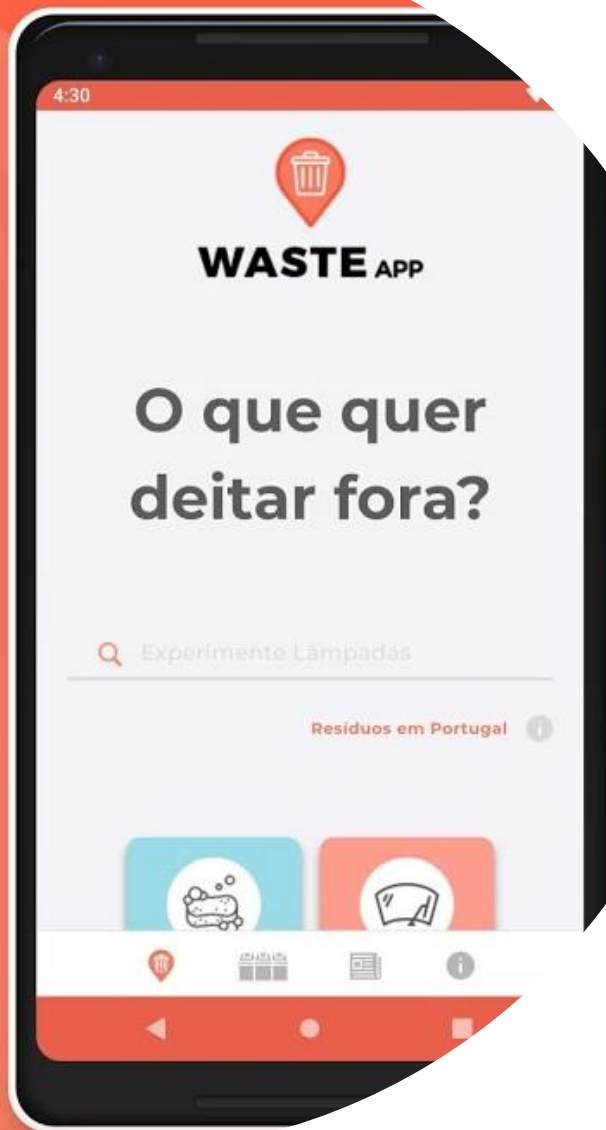 4:30
WASTE APP
O que quer
deitar fora?
Experimente Lâmpadas
Resíduos em Portugal